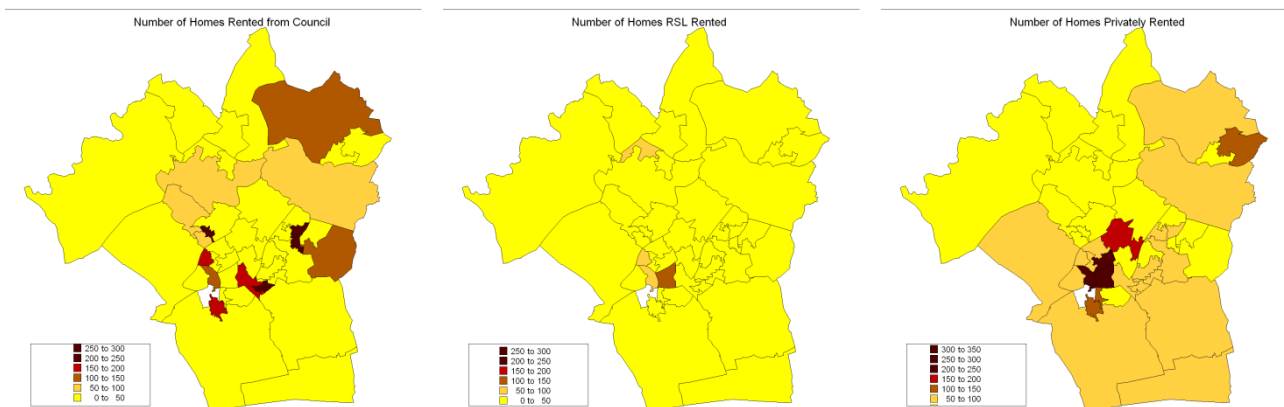 Number of Homes Rented from Council
250 to 300
200 to 250
150 to 200
100 to 150
50 to 100
0 to 50
Number of Homes RSL Rented
250 to 300
200 to 250
150 to 200
100 to 150
50 to 100
0 to 50
Number of Homes Privately Rented
300 to 350
250 to 300
200 to 250
150 to 200
100 to 150
50 to 100